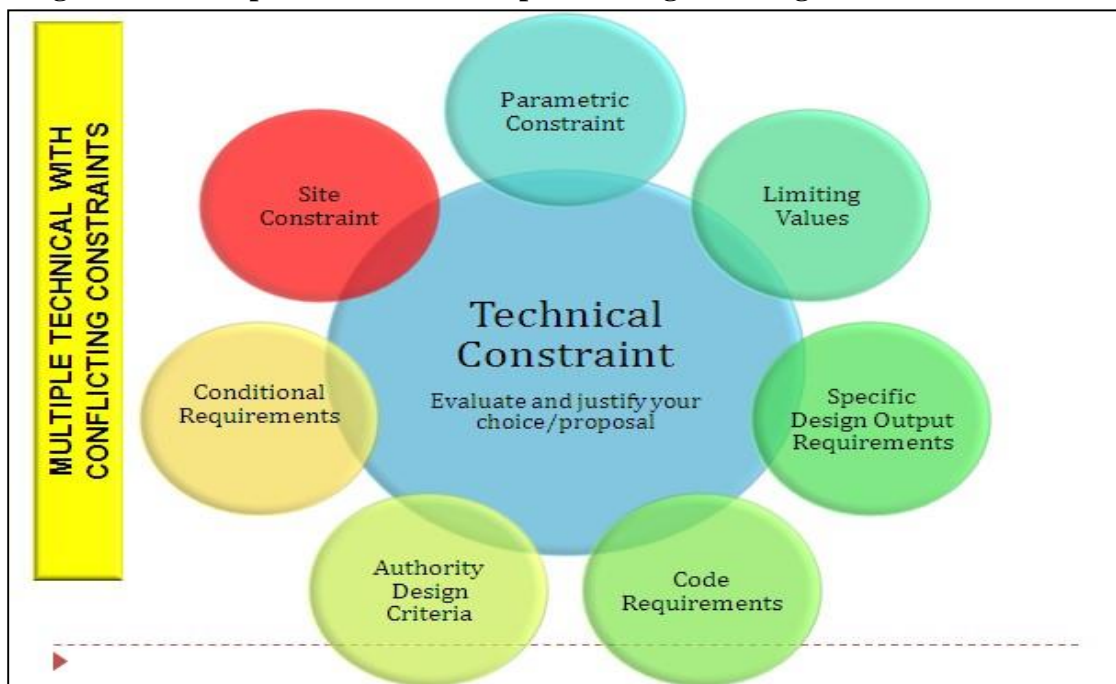 MULTIPLE TECHNICAL WITH
CONFLICTING CONSTRAINTS
Parametric
Constraint
Limiting
Values
Specific
Design Output
Requirements
Code
Requirements
Authority
Design
Criteria
Conditional
Requirements
Site
Constraint
Technical
Constraint
Evaluate and justify your
choice/proposal